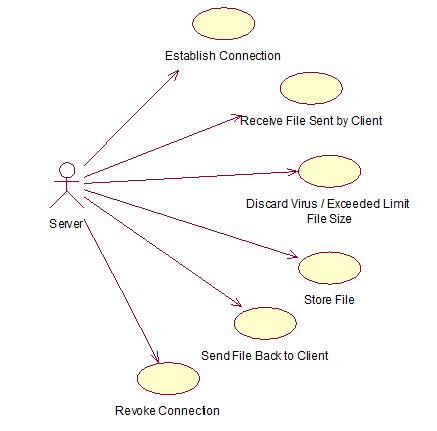 Establish Connection
Receive File Sent by Client
Discard Virus / Exceeded Limit
File Size
Server
Store File
Send File Back to Client
Revoke Connection